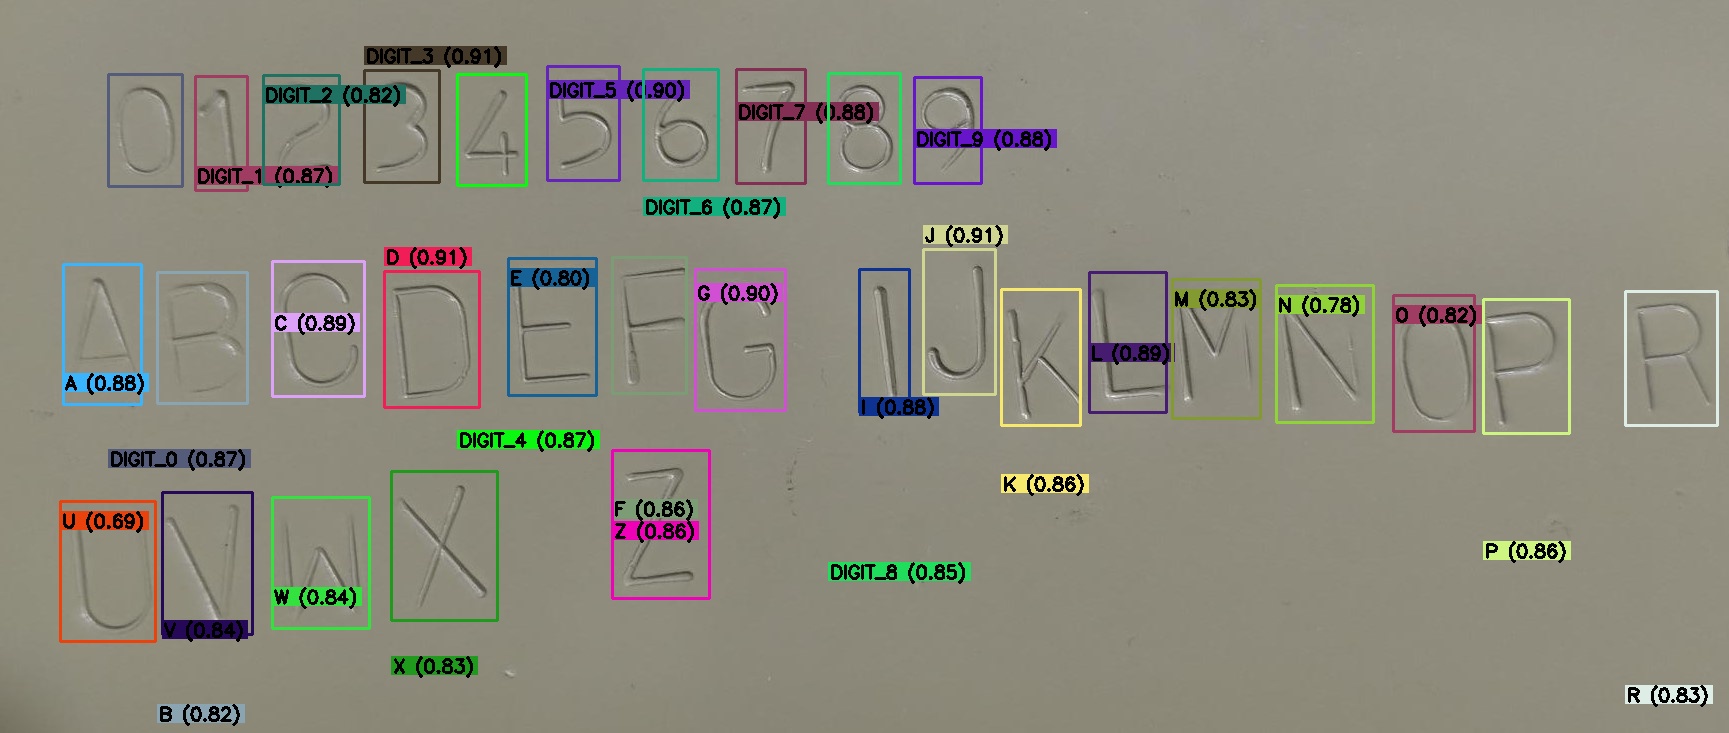 DIGIT_3 (0.91)
0 1 2 3 4 5 6 7 8 9
DIGIT_2 (0.82) DIGIT_5 (0.90) DIGIT_7 (0.88) DIGIT_9 (0.88)
DIGIT_1 (0.87)
DIGIT_6 (0.87)
J (0.91)
D (0.91)
A B C D E F G I J K L M N O P R
E (0.80) G (0.90) M (0.83) N (0.78) O (0.82)
C (0.89) L (0.89)
A (0.88) I (0.88)
DIGIT_4 (0.87)
DIGIT_0 (0.87) K (0.86)
U V W X Z
U (0.69) F (0.86)
Z (0.86) P (0.86)
W (0.84) DIGIT_8 (0.85)
V (0.84)
X (0.83)
R (0.83)
B (0.82)